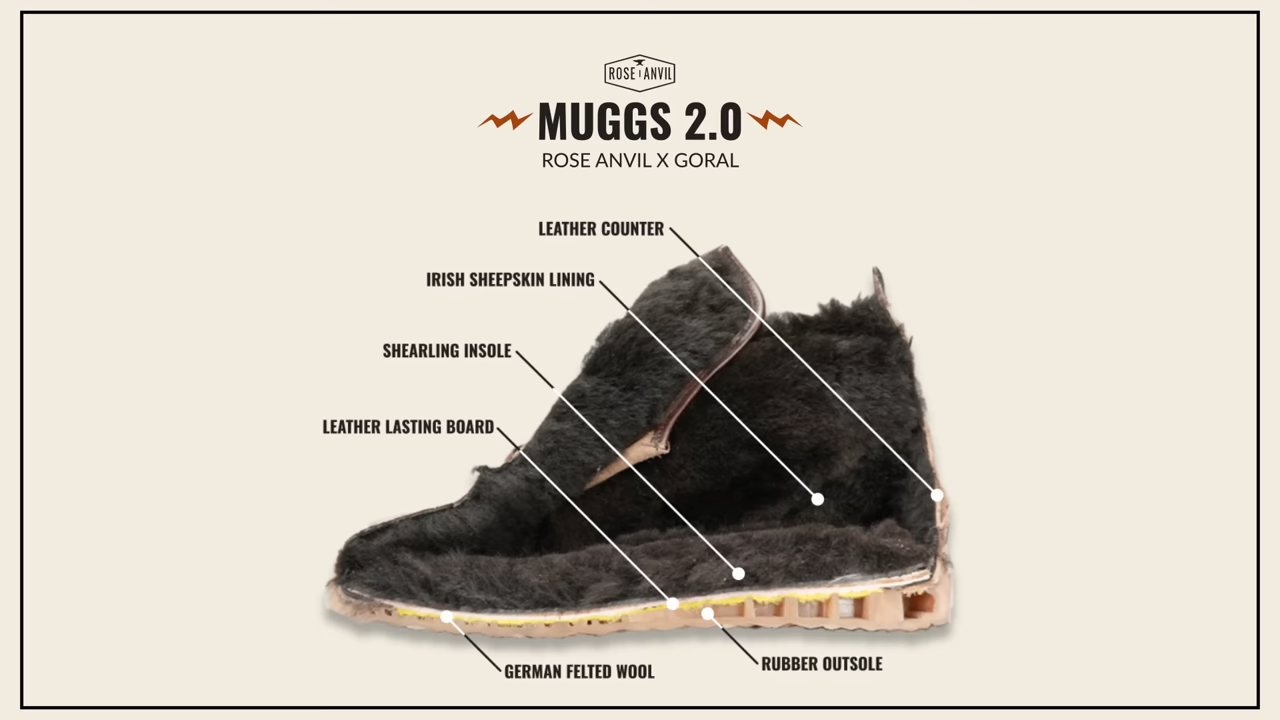 ROSE ANVIL
MUGGS 2.0
ROSE ANVIL X GORAL
LEATHER COUNTER
IRISH SHEEPSKIN LINING
SHEARLING INSOLE
LEATHER LASTING BOARD
GERMAN FELTED WOOL
RUBBER OUTSOLE